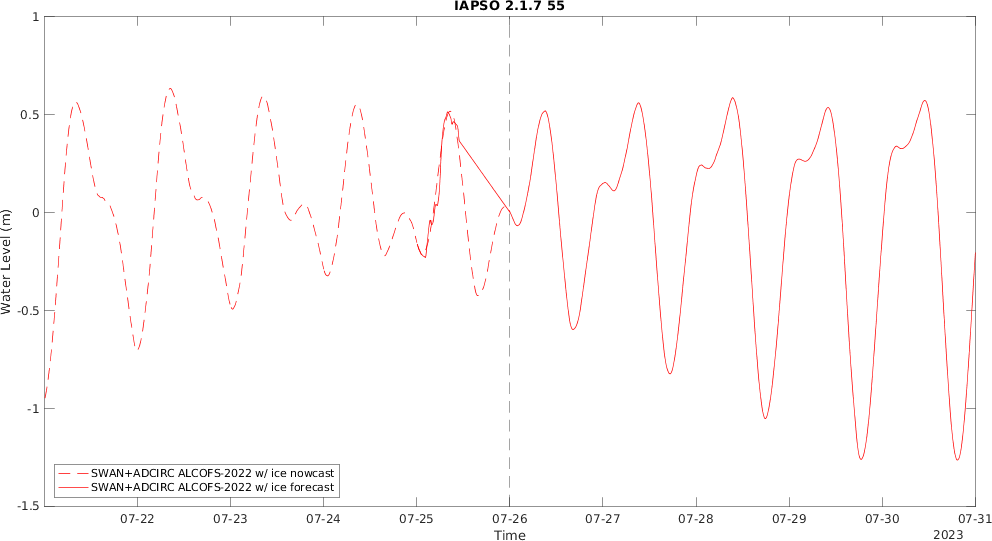 IAPSO 2.1.7 55
1
0.5
0
-0.5
-1
-1.5
Water Level (m)
SWAN+ADCIRC ALCOFS-2022 w/ ice nowcast
SWAN+ADCIRC ALCOFS-2022 w/ ice forecast
07-22 07-23 07-24 07-25 07-26 07-27 07-28 07-29 07-30 07-31
Time
2023